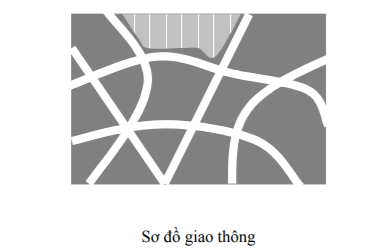 Sơ đồ giao thông